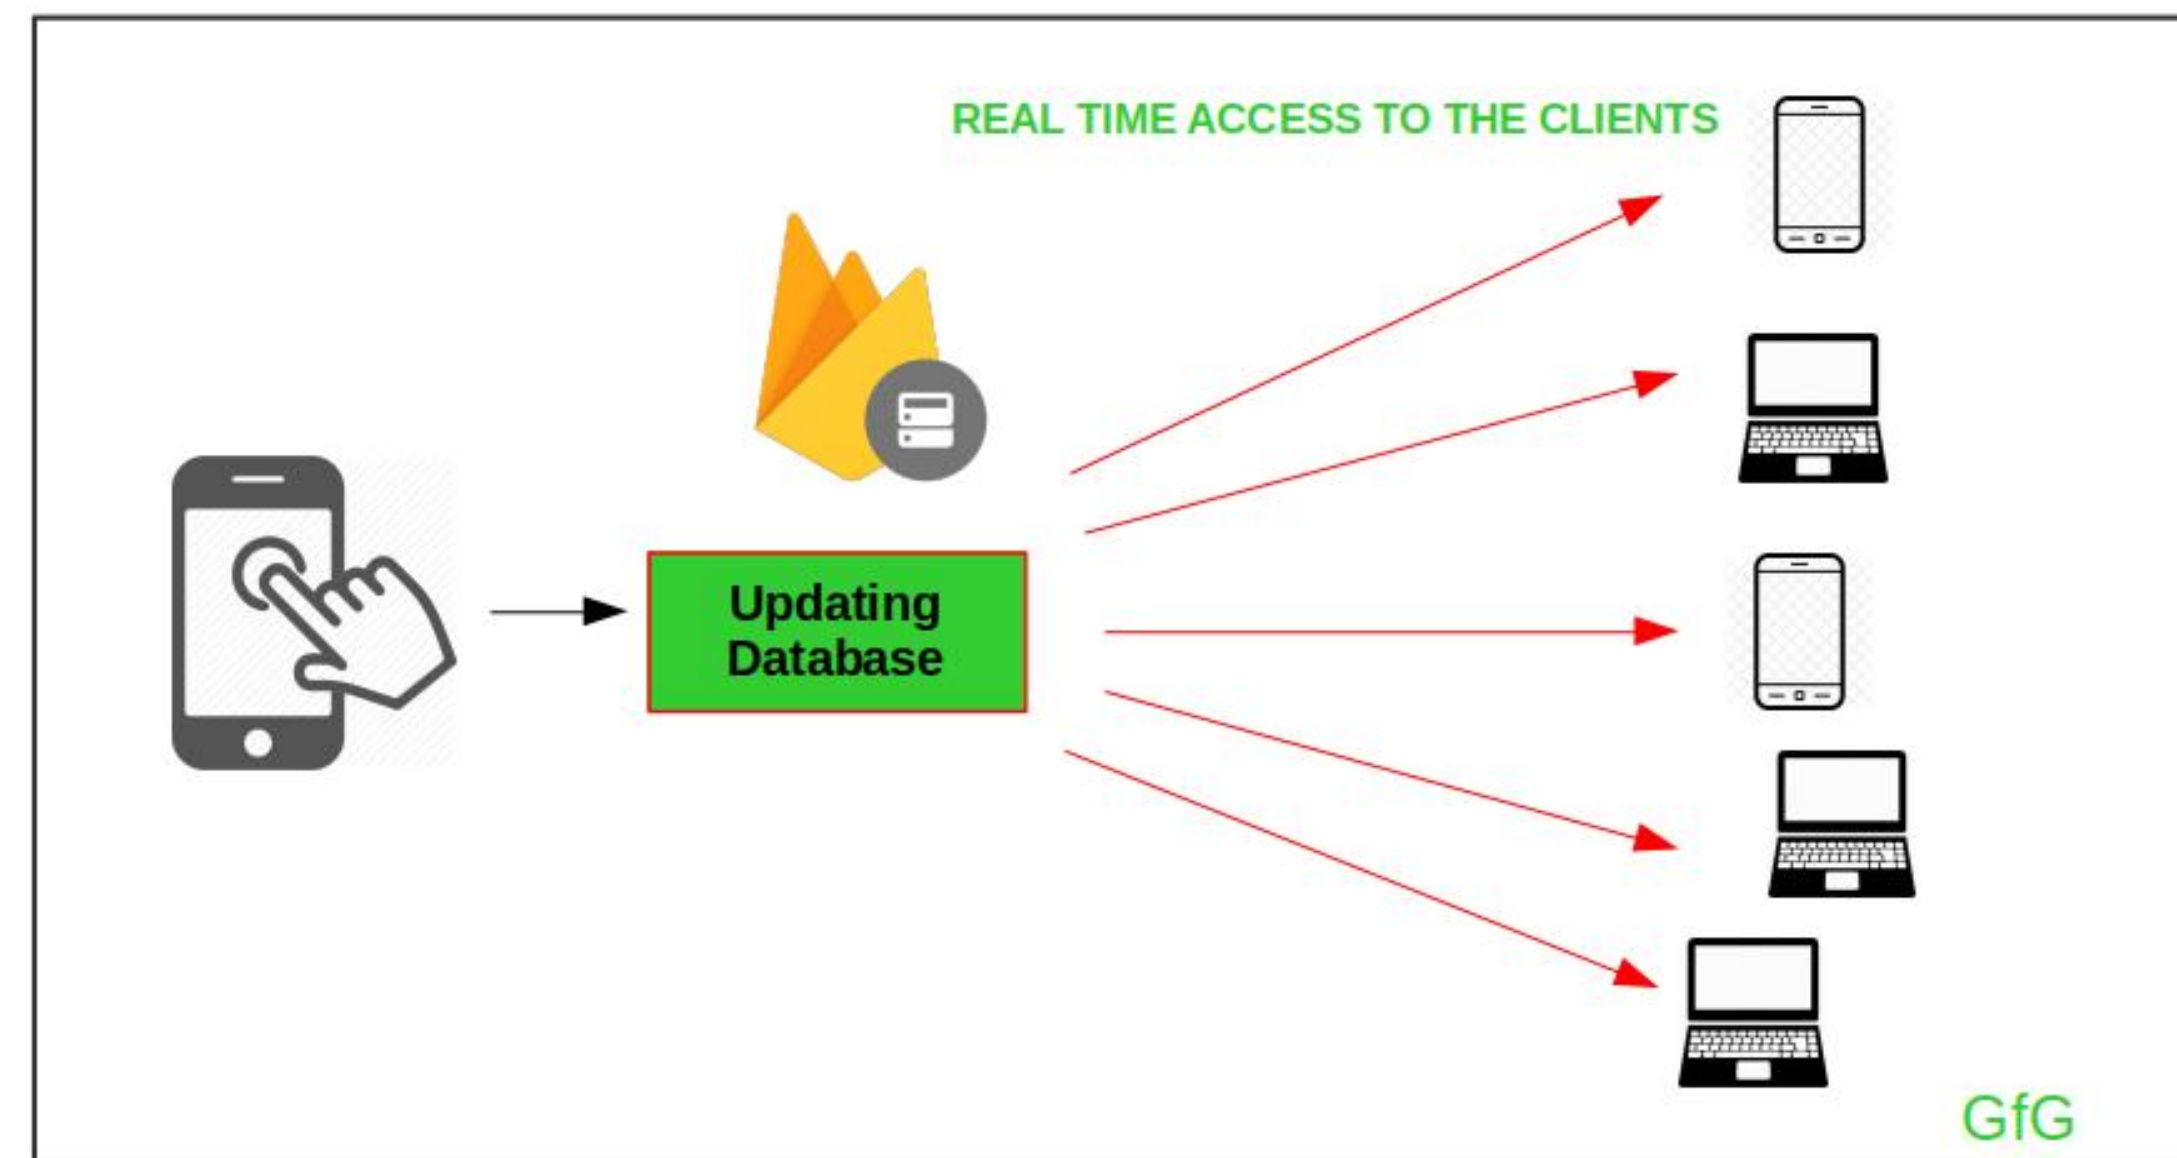 REAL TIME ACCESS TO THE CLIENTS
Updating
Database
GfG